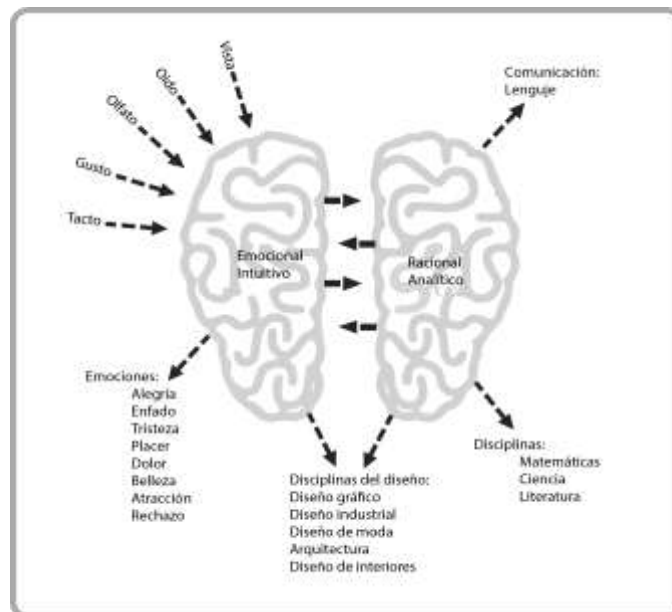 Vista
Oído
Olfato
Gusto
Tacto
Comunicación:
Lenguje
Emocional
Intuitivo
Racional
Analítico
Emociones:
Alegría
Enfado
Tristeza
Placer
Dolor
Belleza
Atracción
Rechazo
Disciplinas del diseño:
Diseño gráfico
Diseño industrial
Diseño de moda
Arquitectura
Diseño de interiores
Disciplinas:
Matemáticas
Ciencia
Literatura